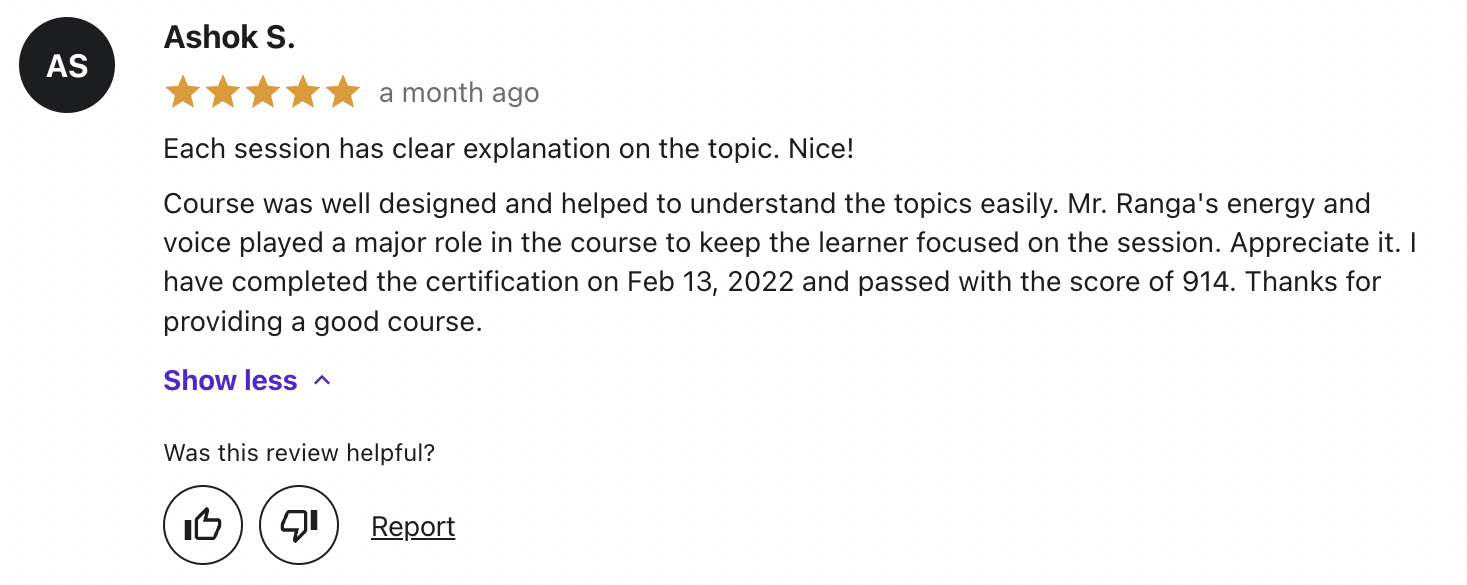 AS
Ashok S.
a month ago
Each session has clear explanation on the topic. Nice!
Course was well designed and helped to understand the topics easily. Mr. Ranga's energy and
voice played a major role in the course to keep the learner focused on the session. Appreciate it. I
have completed the certification on Feb 13, 2022 and passed with the score of 914. Thanks for
providing a good course.
Show less
Was this review helpful?
Report